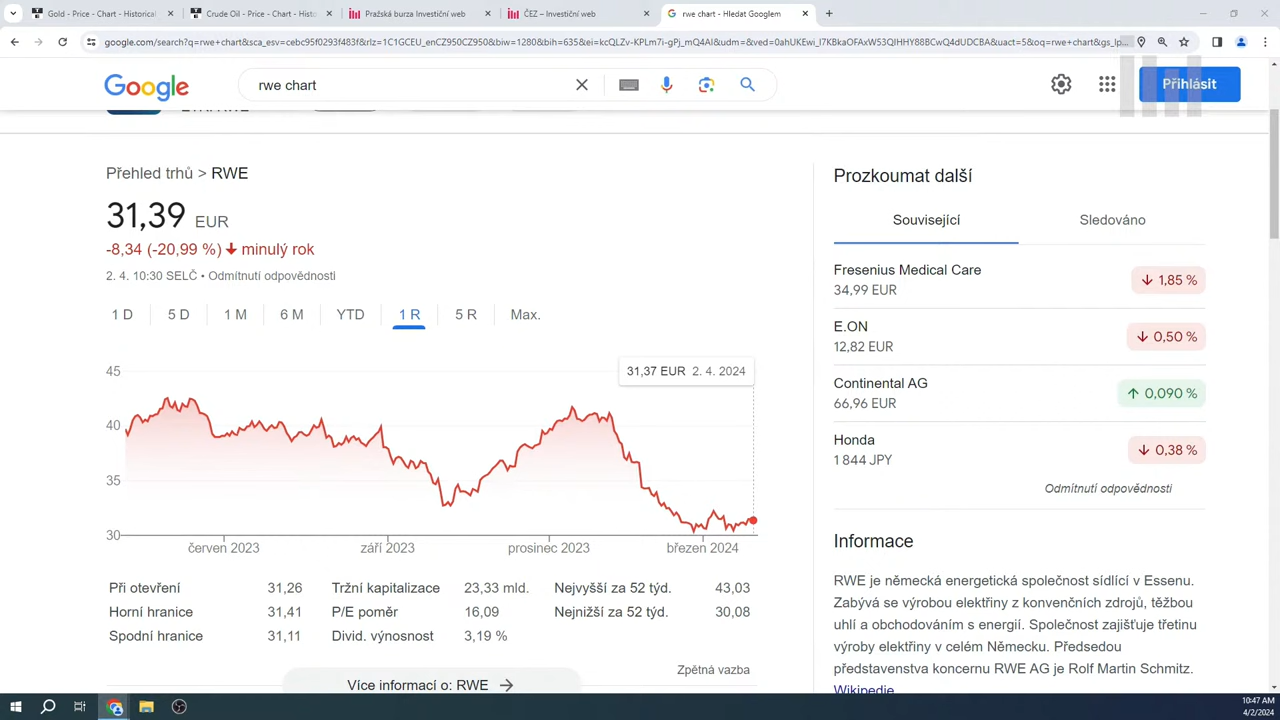 Gold - Price - Chart - Historical
Crude Oil - Price - Chart - Histori
Pražská burza Investiční web
ČEZ – Investiční web
rwe chart - Hledat Googlem
Google
rwe chart
Přihlásit
Přehled trhů > RWE
31,39 EUR
-8,34 (-20,99 %) minulý rok
2. 4. 10:30 SELČ • Odmítnutí odpovědnosti
1 D
5 D
1 M
6 M
YTD
1 R
5 R
Max.
31,37 EUR 2. 4. 2024
45
40
35
30
červen 2023
září 2023
prosinec 2023
březen 2024
Při otevření 31,26 Tržní kapitalizace 23,33 mld. Nejvyšší za 52 týd. 43,03
Horní hranice 31,41 P/E poměr 16,09 Nejnižší za 52 týd. 30,08
Spodní hranice 31,11 Divid. výnosnost 3,19 %
Zpětná vazba
Více informací o: RWE
Prozkoumat další
Související
Sledováno
Fresenius Medical Care
34,99 EUR
1,85 %
E.ON
12,82 EUR
0,50 %
Continental AG
66,96 EUR
0,090 %
Honda
1 844 JPY
0,38 %
Odmítnutí odpovědnosti
Informace
RWE je německá energetická společnost sídlící v Essenu.
Zabývá se výrobou elektřiny z konvenčních zdrojů, těžbou
uhlí a obchodováním s energií. Společnost zajišťuje třetinu
výroby elektřiny v celém Německu. Předsedou
představenstva koncernu RWE AG je Rolf Martin Schmitz.
Wikipedie
10:47 AM
4/2/2024